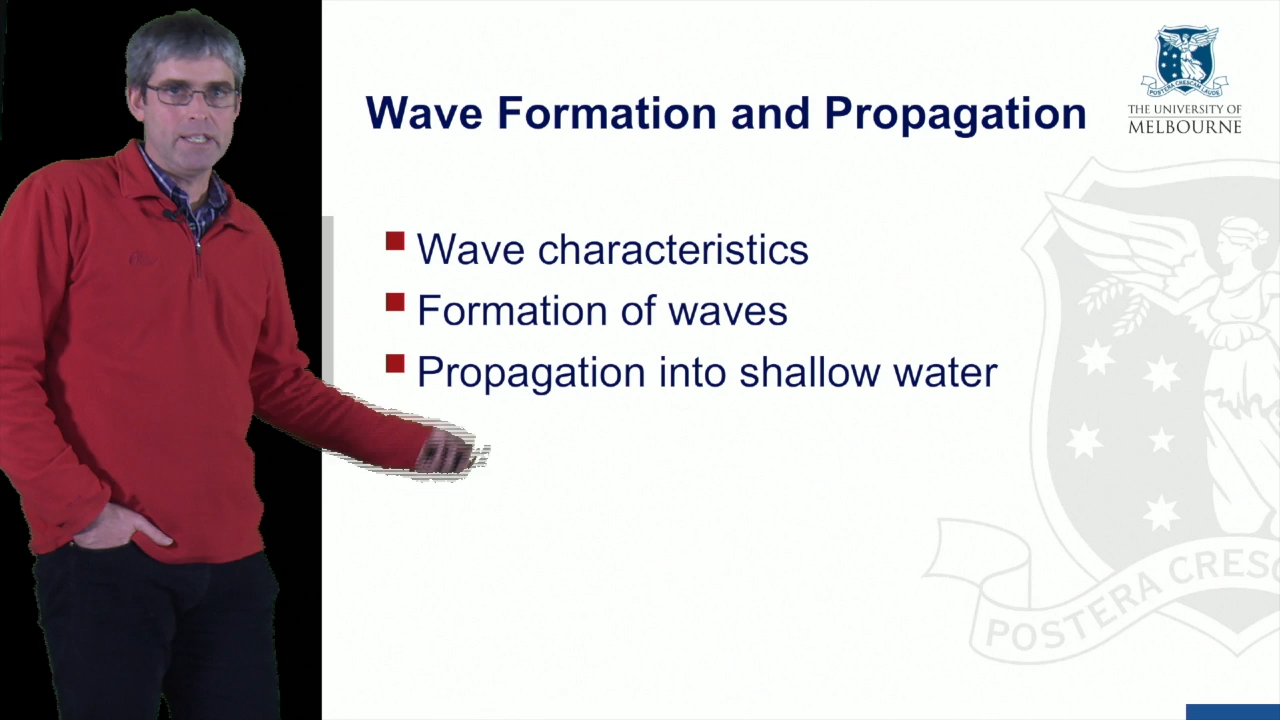 Wave Formation and Propagation
THE UNIVERSITY OF
MELBOURNE
Wave characteristics
Formation of waves
Propagation into shallow water
POSTERA CRESC